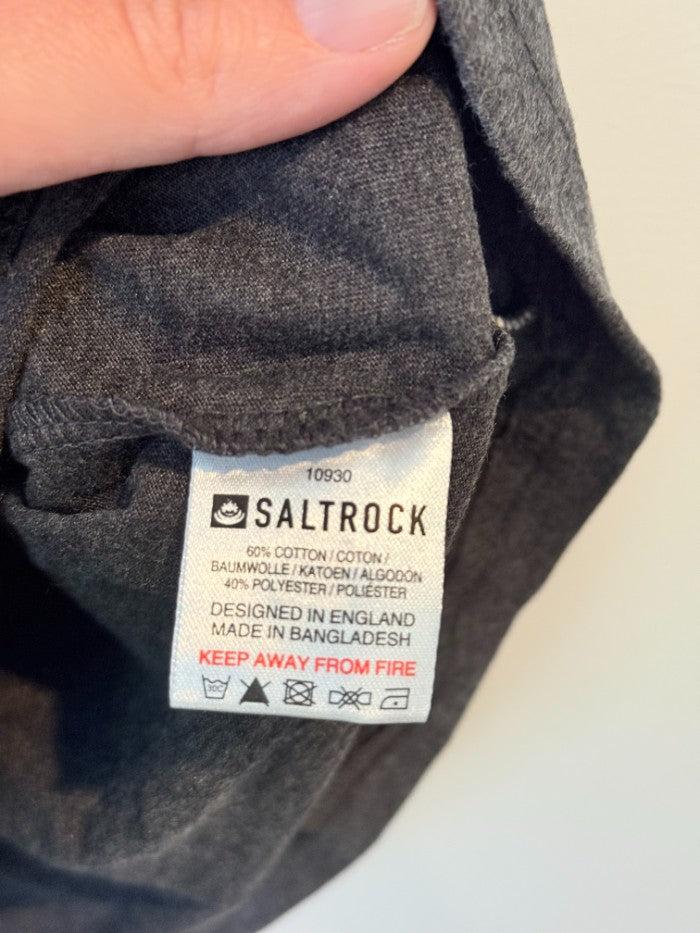 10930
SALTROCK
60% COTTON / COTON /
BAUMWOLLE / KATOEN / ALGODÓN
40% POLYESTER / POLIÉSTER
DESIGNED IN ENGLAND
MADE IN BANGLADESH
KEEP AWAY FROM FIRE
30C